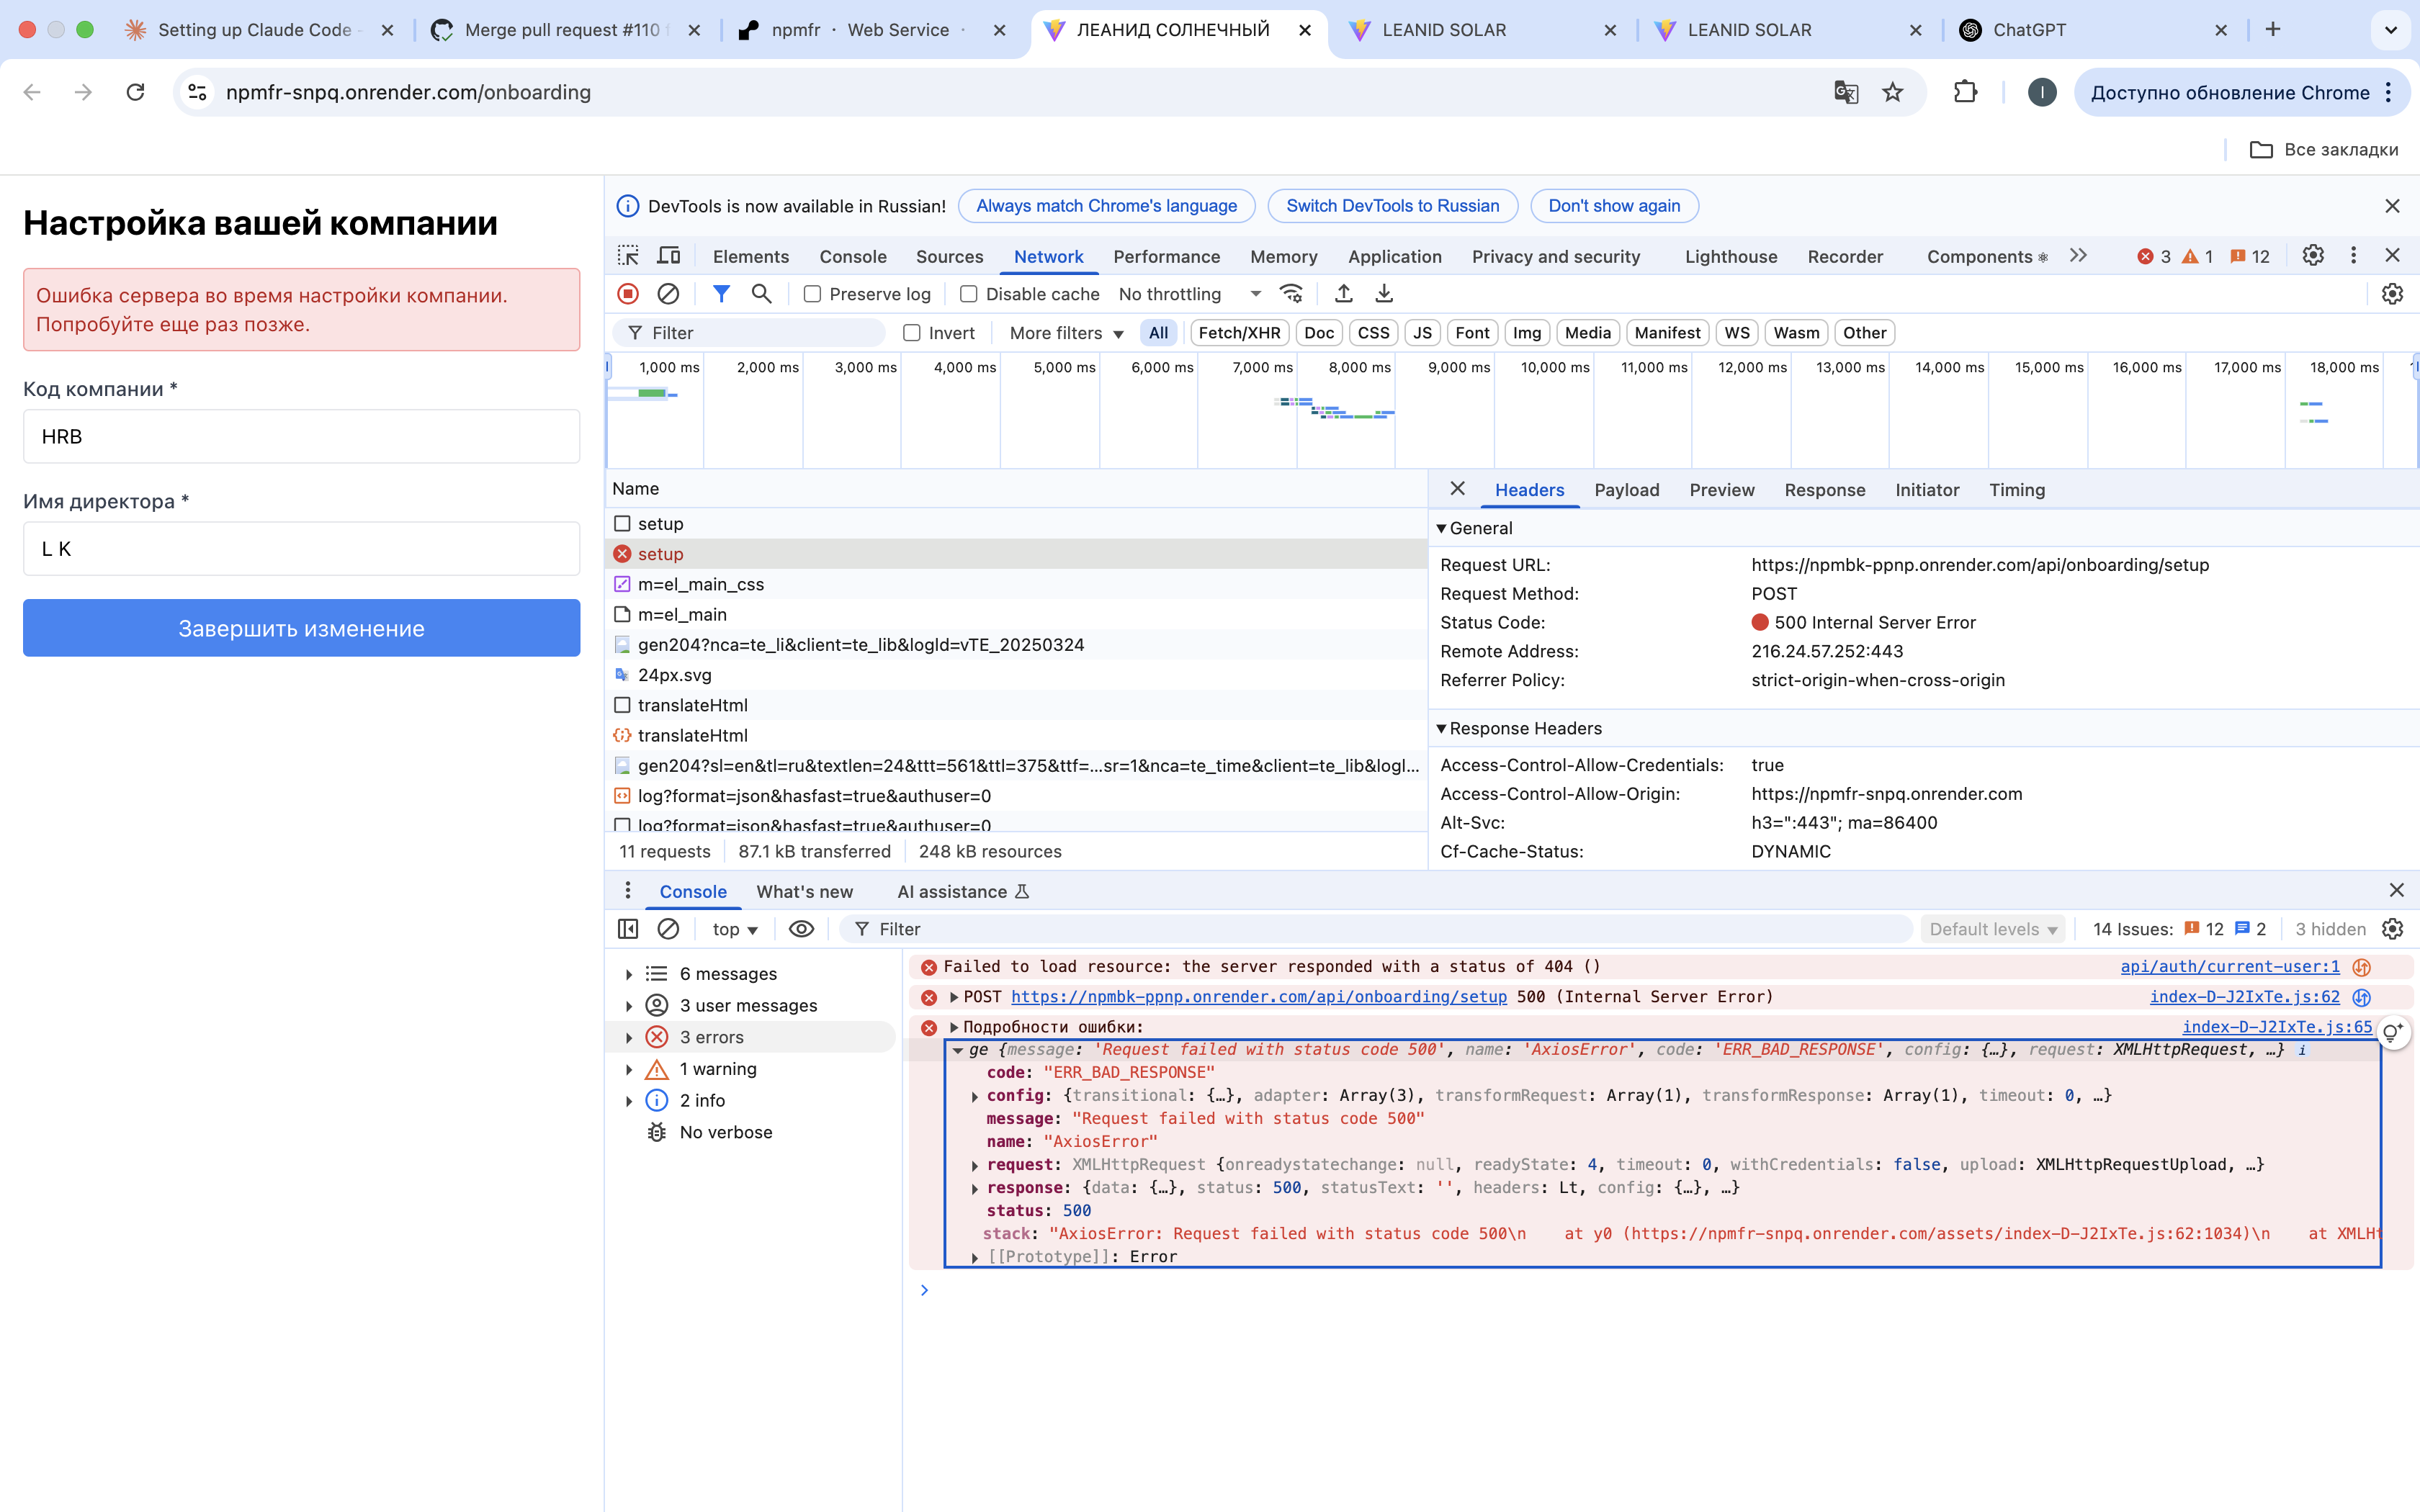 Setting up Claude Code -
Merge pull request #110 f
npmfr · Web Service ·
ЛЕАНИД СОЛНЕЧНЫЙ
LEANID SOLAR
LEANID SOLAR
ChatGPT
npmfr-snpq.onrender.com/onboarding
I
Доступно обновление Chrome
Все закладки
Настройка вашей компании
Ошибка сервера во время настройки компании.
Попробуйте еще раз позже.
Код компании *
HRB
Имя директора *
L K
Завершить изменение
DevTools is now available in Russian!
Always match Chrome's language
Switch DevTools to Russian
Don't show again
Elements
Console
Sources
Network
Performance
Memory
Application
Privacy and security
Lighthouse
Recorder
Components
3
1
12
Preserve log
Disable cache
No throttling
Filter
Invert
More filters
All
Fetch/XHR
Doc
CSS
JS
Font
Img
Media
Manifest
WS
Wasm
Other
1,000 ms
2,000 ms
3,000 ms
4,000 ms
5,000 ms
6,000 ms
7,000 ms
8,000 ms
9,000 ms
10,000 ms
11,000 ms
12,000 ms
13,000 ms
14,000 ms
15,000 ms
16,000 ms
17,000 ms
18,000 ms
Name
setup
setup
m=el_main_css
m=el_main
gen204?nca=te_li&client=te_lib&logId=vTE_20250324
24px.svg
translateHtml
translateHtml
gen204?sl=en&tl=ru&textlen=24&ttt=561&ttl=375&ttf=...sr=1&nca=te_time&client=te_lib&logI...
log?format=json&hasfast=true&authuser=0
log?format=json&hasfast=true&authuser=0
11 requests
87.1 kB transferred
248 kB resources
Headers
Payload
Preview
Response
Initiator
Timing
General
Request URL: https://npmbk-ppnp.onrender.com/api/onboarding/setup
Request Method: POST
Status Code: 500 Internal Server Error
Remote Address: 216.24.57.252:443
Referrer Policy: strict-origin-when-cross-origin
Response Headers
Access-Control-Allow-Credentials: true
Access-Control-Allow-Origin: https://npmfr-snpq.onrender.com
Alt-Svc: h3=":443"; ma=86400
Cf-Cache-Status: DYNAMIC
Console
What's new
AI assistance
top
Filter
Default levels
14 Issues: 12 2
3 hidden
6 messages
3 user messages
3 errors
1 warning
2 info
No verbose
Failed to load resource: the server responded with a status of 404 () api/auth/current-user:1
POST https://npmbk-ppnp.onrender.com/api/onboarding/setup 500 (Internal Server Error) index-D-J2IxTe.js:62
Подробности ошибки: index-D-J2IxTe.js:65
ge {message: 'Request failed with status code 500', name: 'AxiosError', code: 'ERR_BAD_RESPONSE', config: {…}, request: XMLHttpRequest, …} i
code: "ERR_BAD_RESPONSE"
config: {transitional: {…}, adapter: Array(3), transformRequest: Array(1), transformResponse: Array(1), timeout: 0, …}
message: "Request failed with status code 500"
name: "AxiosError"
request: XMLHttpRequest {onreadystatechange: null, readyState: 4, timeout: 0, withCredentials: false, upload: XMLHttpRequestUpload, …}
response: {data: {…}, status: 500, statusText: '', headers: Lt, config: {…}, …}
status: 500
stack: "AxiosError: Request failed with status code 500\n at y0 (https://npmfr-snpq.onrender.com/assets/index-D-J2IxTe.js:62:1034)\n at XMLHt
[[Prototype]]: Error